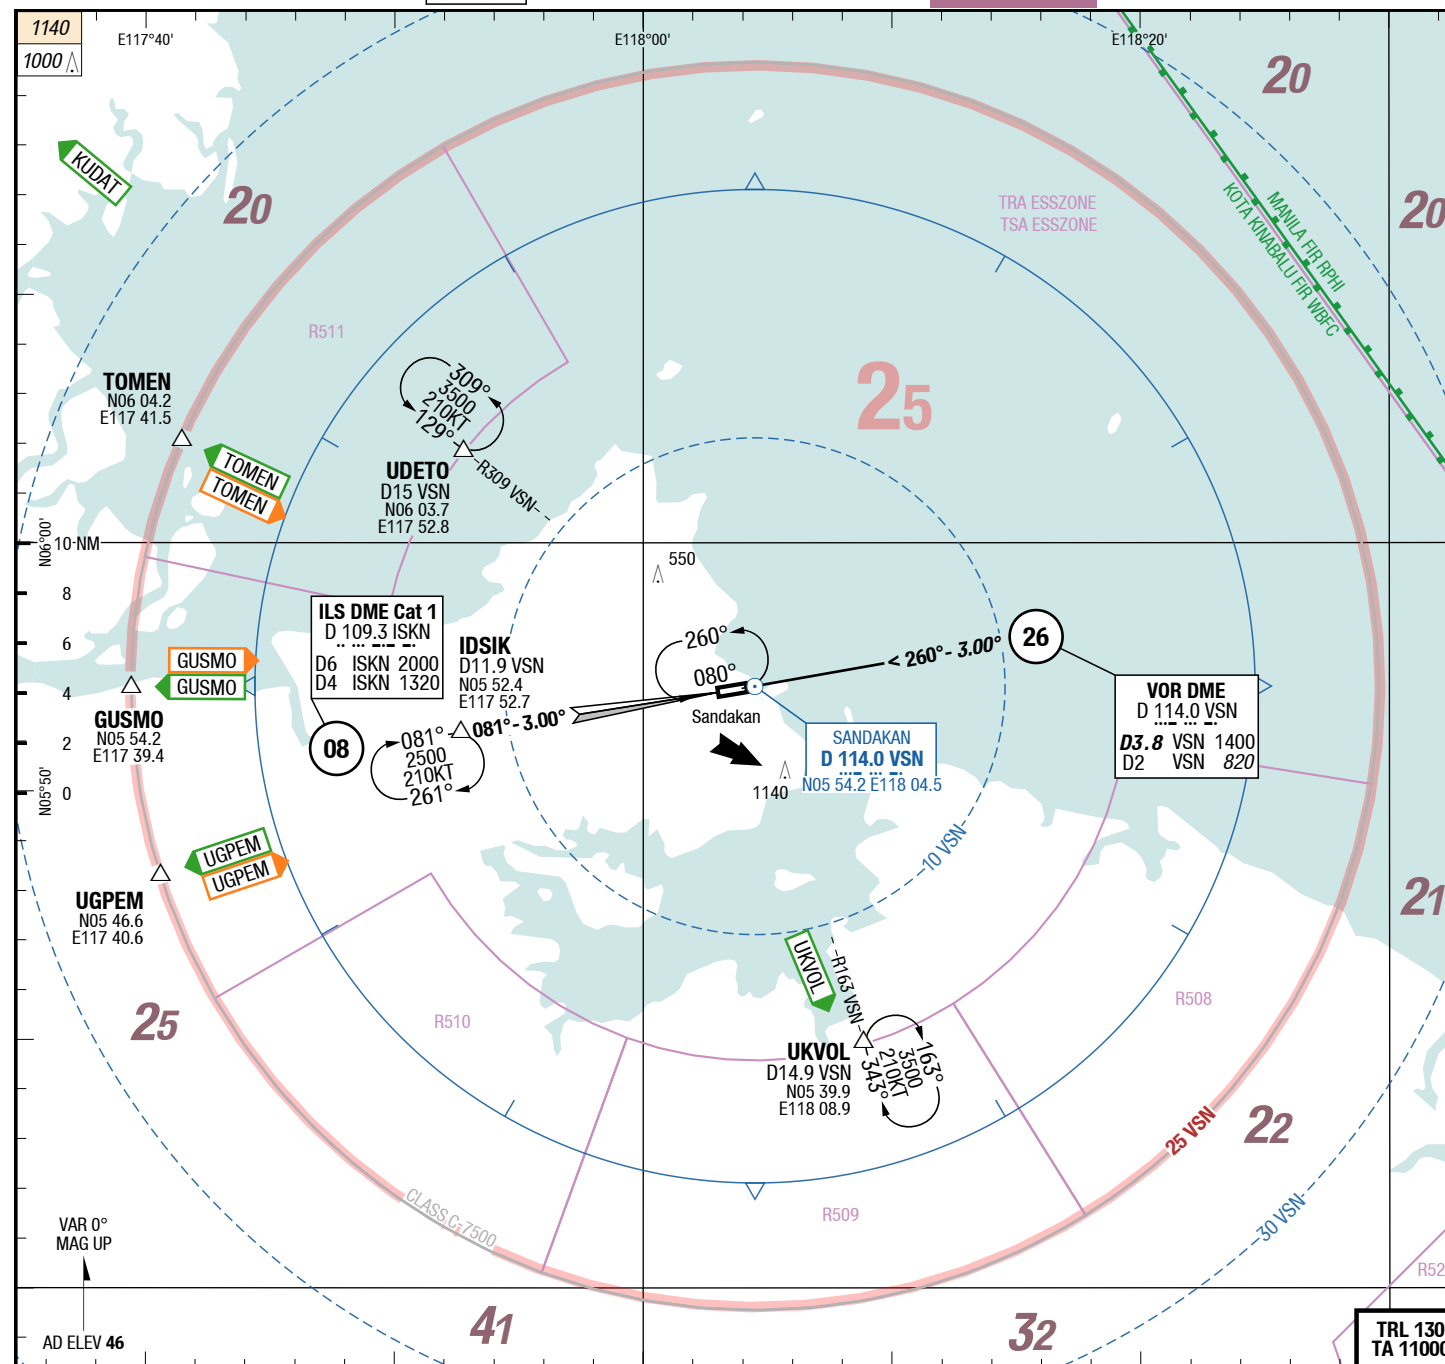 1140
1000
E117°40'
E118°00'
E118°20'
20
KUDAT
20
TRA ESSZONE
TSA ESSZONE
20
MANILA FIR RPHI
KOTA KINABALU FIR WBFC
R511
25
TOMEN
N06 04.2
E117 41.5
309°
3500
210KT
129°
R309 VSN
TOMEN
TOMEN
UDETO
D15 VSN
N06 03.7
E117 52.8
N06°00'
10 NM
8
6
4
2
0
N05°50'
550
ILS DME Cat 1
D 109.3 ISKN
D6 ISKN 2000
D4 ISKN 1320
IDSIK
D11.9 VSN
N05 52.4
E117 52.7
260°
080°
< 260° - 3.00°
26
GUSMO
GUSMO
GUSMO
N05 54.2
E117 39.4
08
081° - 3.00°
081°
2500
210KT
261°
Sandakan
1140
SANDAKAN
D 114.0 VSN
N05 54.2 E118 04.5
VOR DME
D 114.0 VSN
D3.8 VSN 1400
D2 VSN 820
10 VSN
UGPEM
UGPEM
UGPEM
N05 46.6
E117 40.6
21
UKVOL
R163 VSN
25
R510
R508
UKVOL
D14.9 VSN
N05 39.9
E118 08.9
163°
3500
210KT
343°
22
25 VSN
CLASS C-7500
R509
30 VSN
VAR 0°
MAG UP
R52
41
32
AD ELEV 46
TRL 130
TA 11000